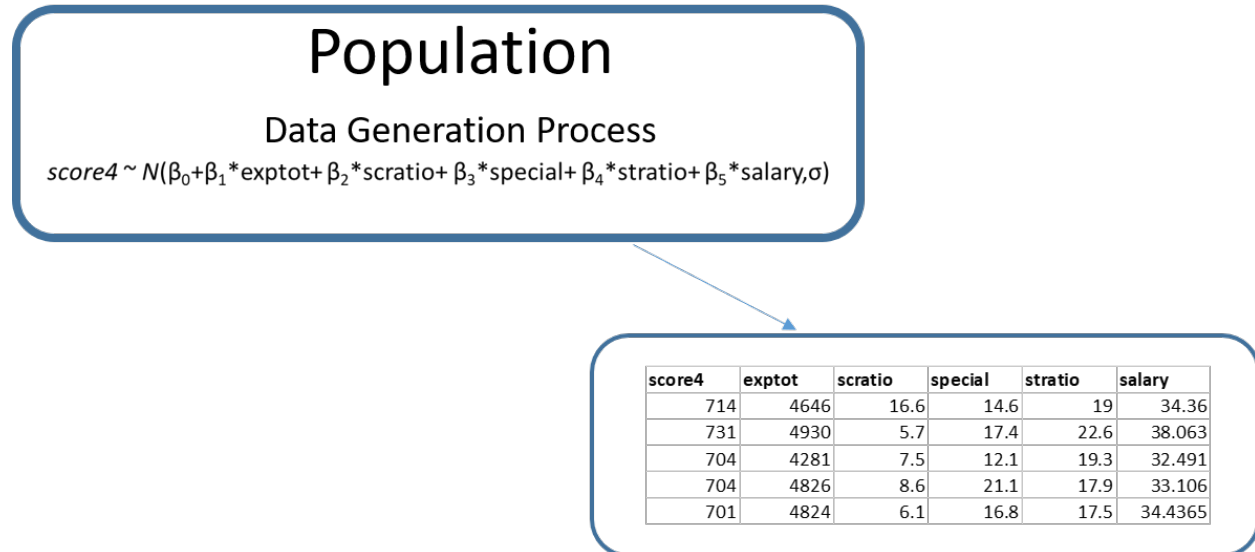 Population
Data Generation Process
score4 ~ N(β₀+β₁*exptot+ β₂*scratio+ β₃*special+ β₄*stratio+ β₅*salary,σ)
score4 exptot scratio special stratio salary
714 4646 16.6 14.6 19 34.36
731 4930 5.7 17.4 22.6 38.063
704 4281 7.5 12.1 19.3 32.491
704 4826 8.6 21.1 17.9 33.106
701 4824 6.1 16.8 17.5 34.4365